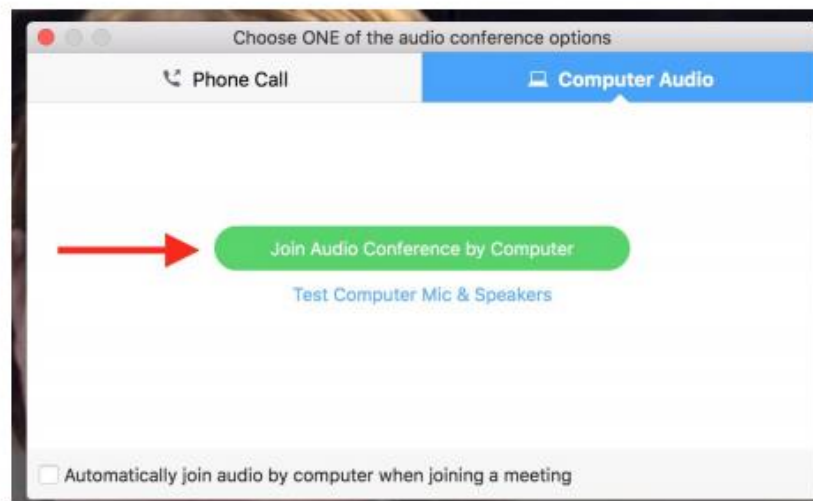 Choose ONE of the audio conference options
Phone Call
Computer Audio
Join Audio Conference by Computer
Test Computer Mic & Speakers
Automatically join audio by computer when joining a meeting